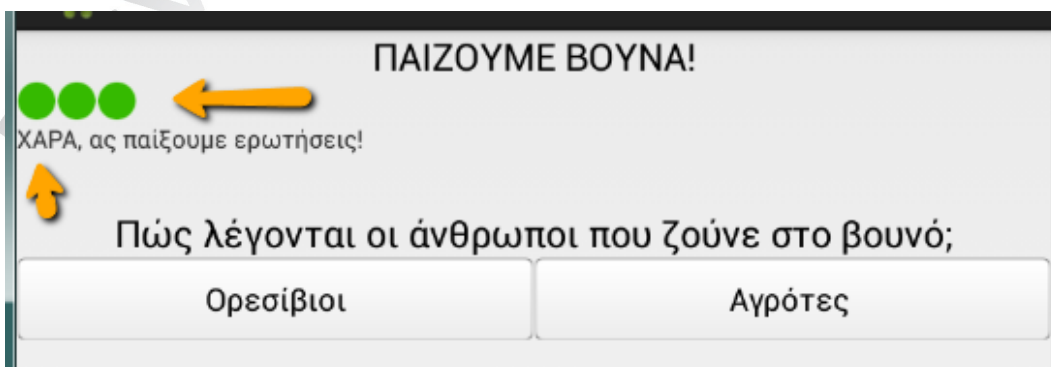 ΠΑΙΖΟΥΜΕ ΒΟΥΝΑ!
ΧΑΡΑ, ας παίξουμε ερωτήσεις!
Πώς λέγονται οι άνθρωποι που ζούνε στο βουνό;
Ορεσίβιοι
Αγρότες